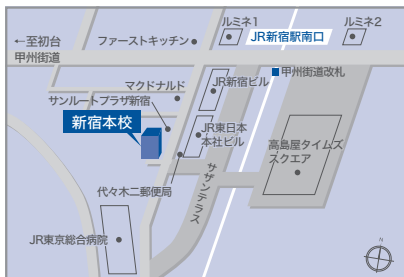 ルミネ1
ルミネ2
←至初台
ファーストキッチン
JR新宿駅南口
甲州街道
甲州街道改札
マクドナルド
JR新宿ビル
サンルートプラザ新宿
新宿本校
JR東日本
本社ビル
高島屋タイムズ
スクエア
代々木二郵便局
サザンテラス
JR東京総合病院
N